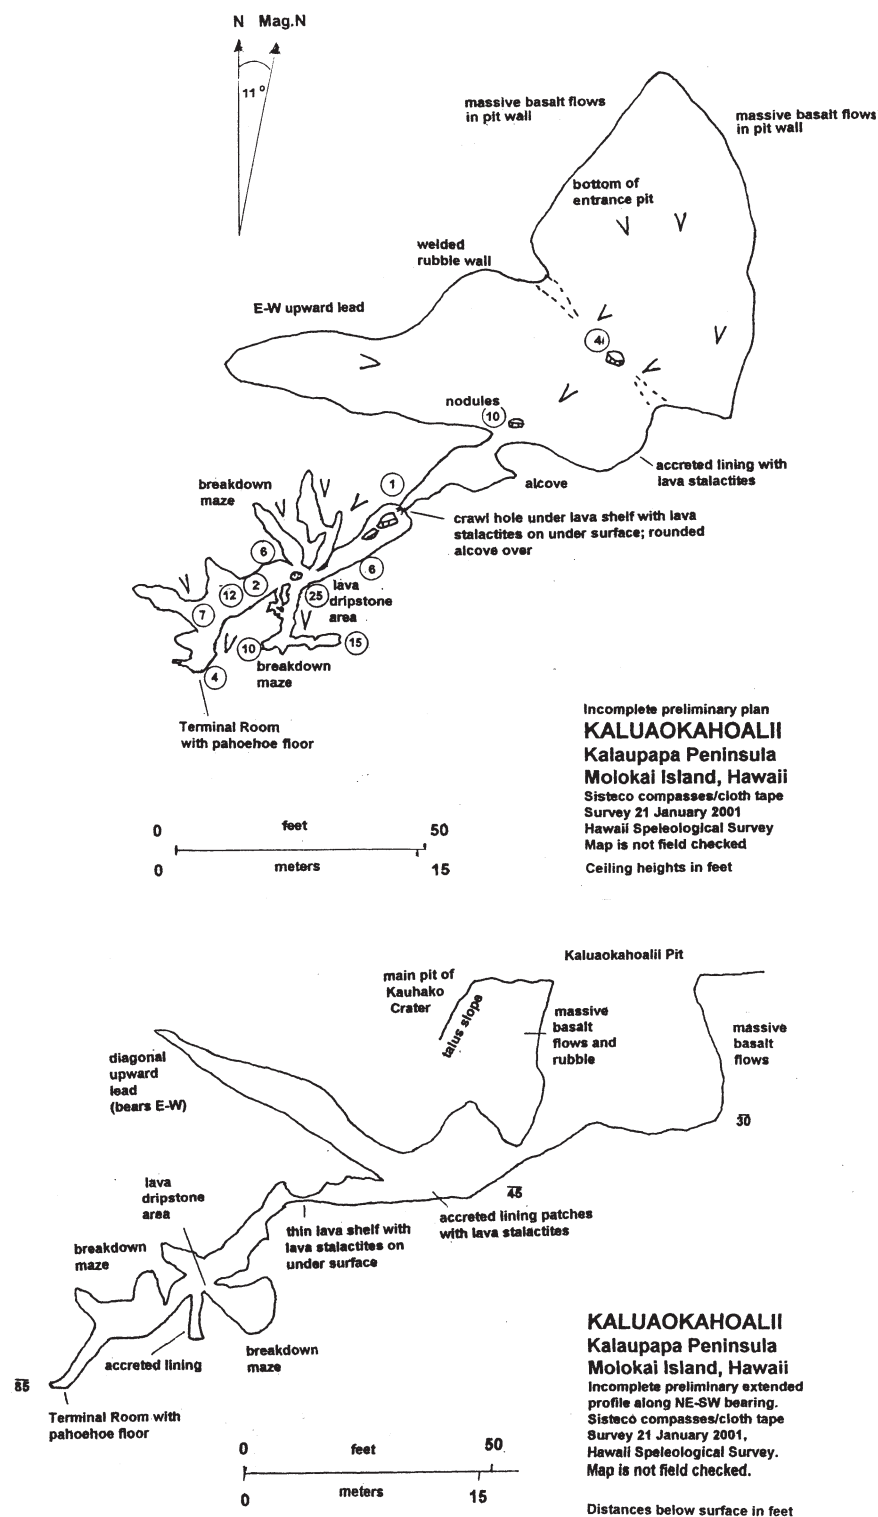 N Mag.N
11 °
massive basalt flows
in pit wall
massive basalt flows
in pit wall
bottom of
entrance pit
welded
rubble wall
E-W upward lead
4
nodules
10
breakdown
maze
1
alcove
accreted lining with
lava stalactites
crawl hole under lava shelf with lava
stalactites on under surface; rounded
alcove over
6
6
2
12
7
25
lava
dripstone
area
10
15
breakdown
maze
4
Terminal Room
with pahoehoe floor
Incomplete preliminary plan
KALUAOKAHOALII
Kalaupapa Peninsula
Molokai Island, Hawaii
Sisteco compasses/cloth tape
Survey 21 January 2001
Hawaii Speleological Survey
Map is not field checked
Ceiling heights in feet
0 feet 50
0 meters 15
Kaluaokahoalii Pit
main pit of
Kauhako
Crater
talus slope
massive
basalt
flows and
rubble
massive
basalt
flows
diagonal
upward
lead
(bears E-W)
30
45
lava
dripstone
area
accreted lining patches
with lava stalactites
thin lava shelf with
lava stalactites on
under surface
breakdown
maze
accreted lining
breakdown
maze
85
Terminal Room with
pahoehoe floor
KALUAOKAHOALII
Kalaupapa Peninsula
Molokai Island, Hawaii
Incomplete preliminary extended
profile along NE-SW bearing.
Sisteco compasses/cloth tape
Survey 21 January 2001,
Hawaii Speleological Survey.
Map is not field checked.
Distances below surface in feet
0 feet 50
0 meters 15